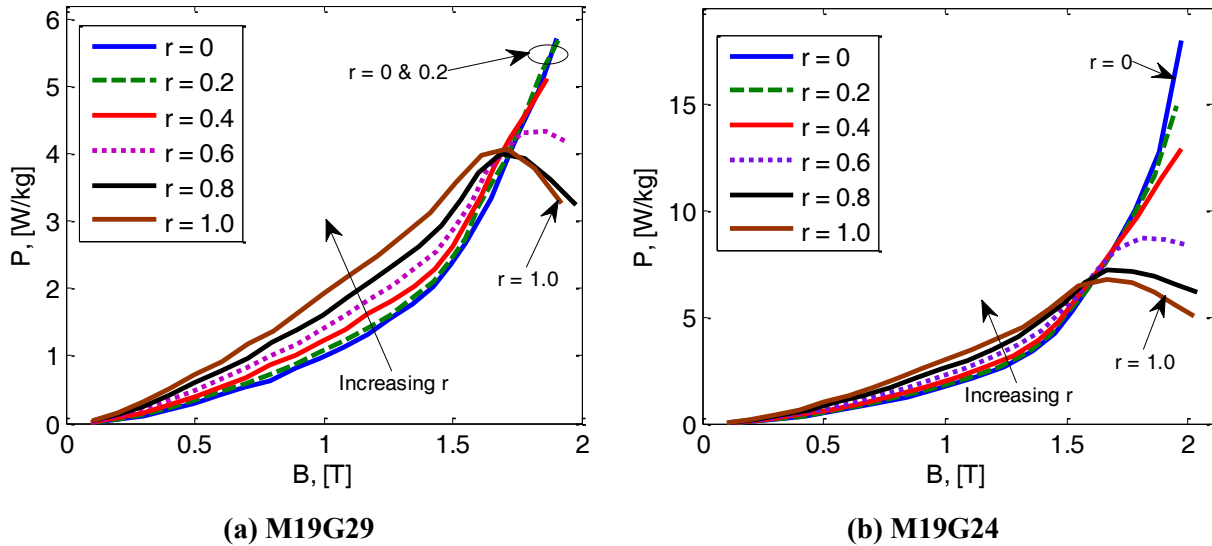 6
5
4
3
2
1
0
P, [W/kg]
r = 0
r = 0.2
r = 0.4
r = 0.6
r = 0.8
r = 1.0
r = 0 & 0.2
r = 1.0
Increasing r
0
0.5
1
1.5
2
B, [T]
(a) M19G29
15
10
5
0
P, [W/kg]
r = 0
r = 0.2
r = 0.4
r = 0.6
r = 0.8
r = 1.0
r = 0
r = 1.0
Increasing r
0
0.5
1
1.5
2
B, [T]
(b) M19G24